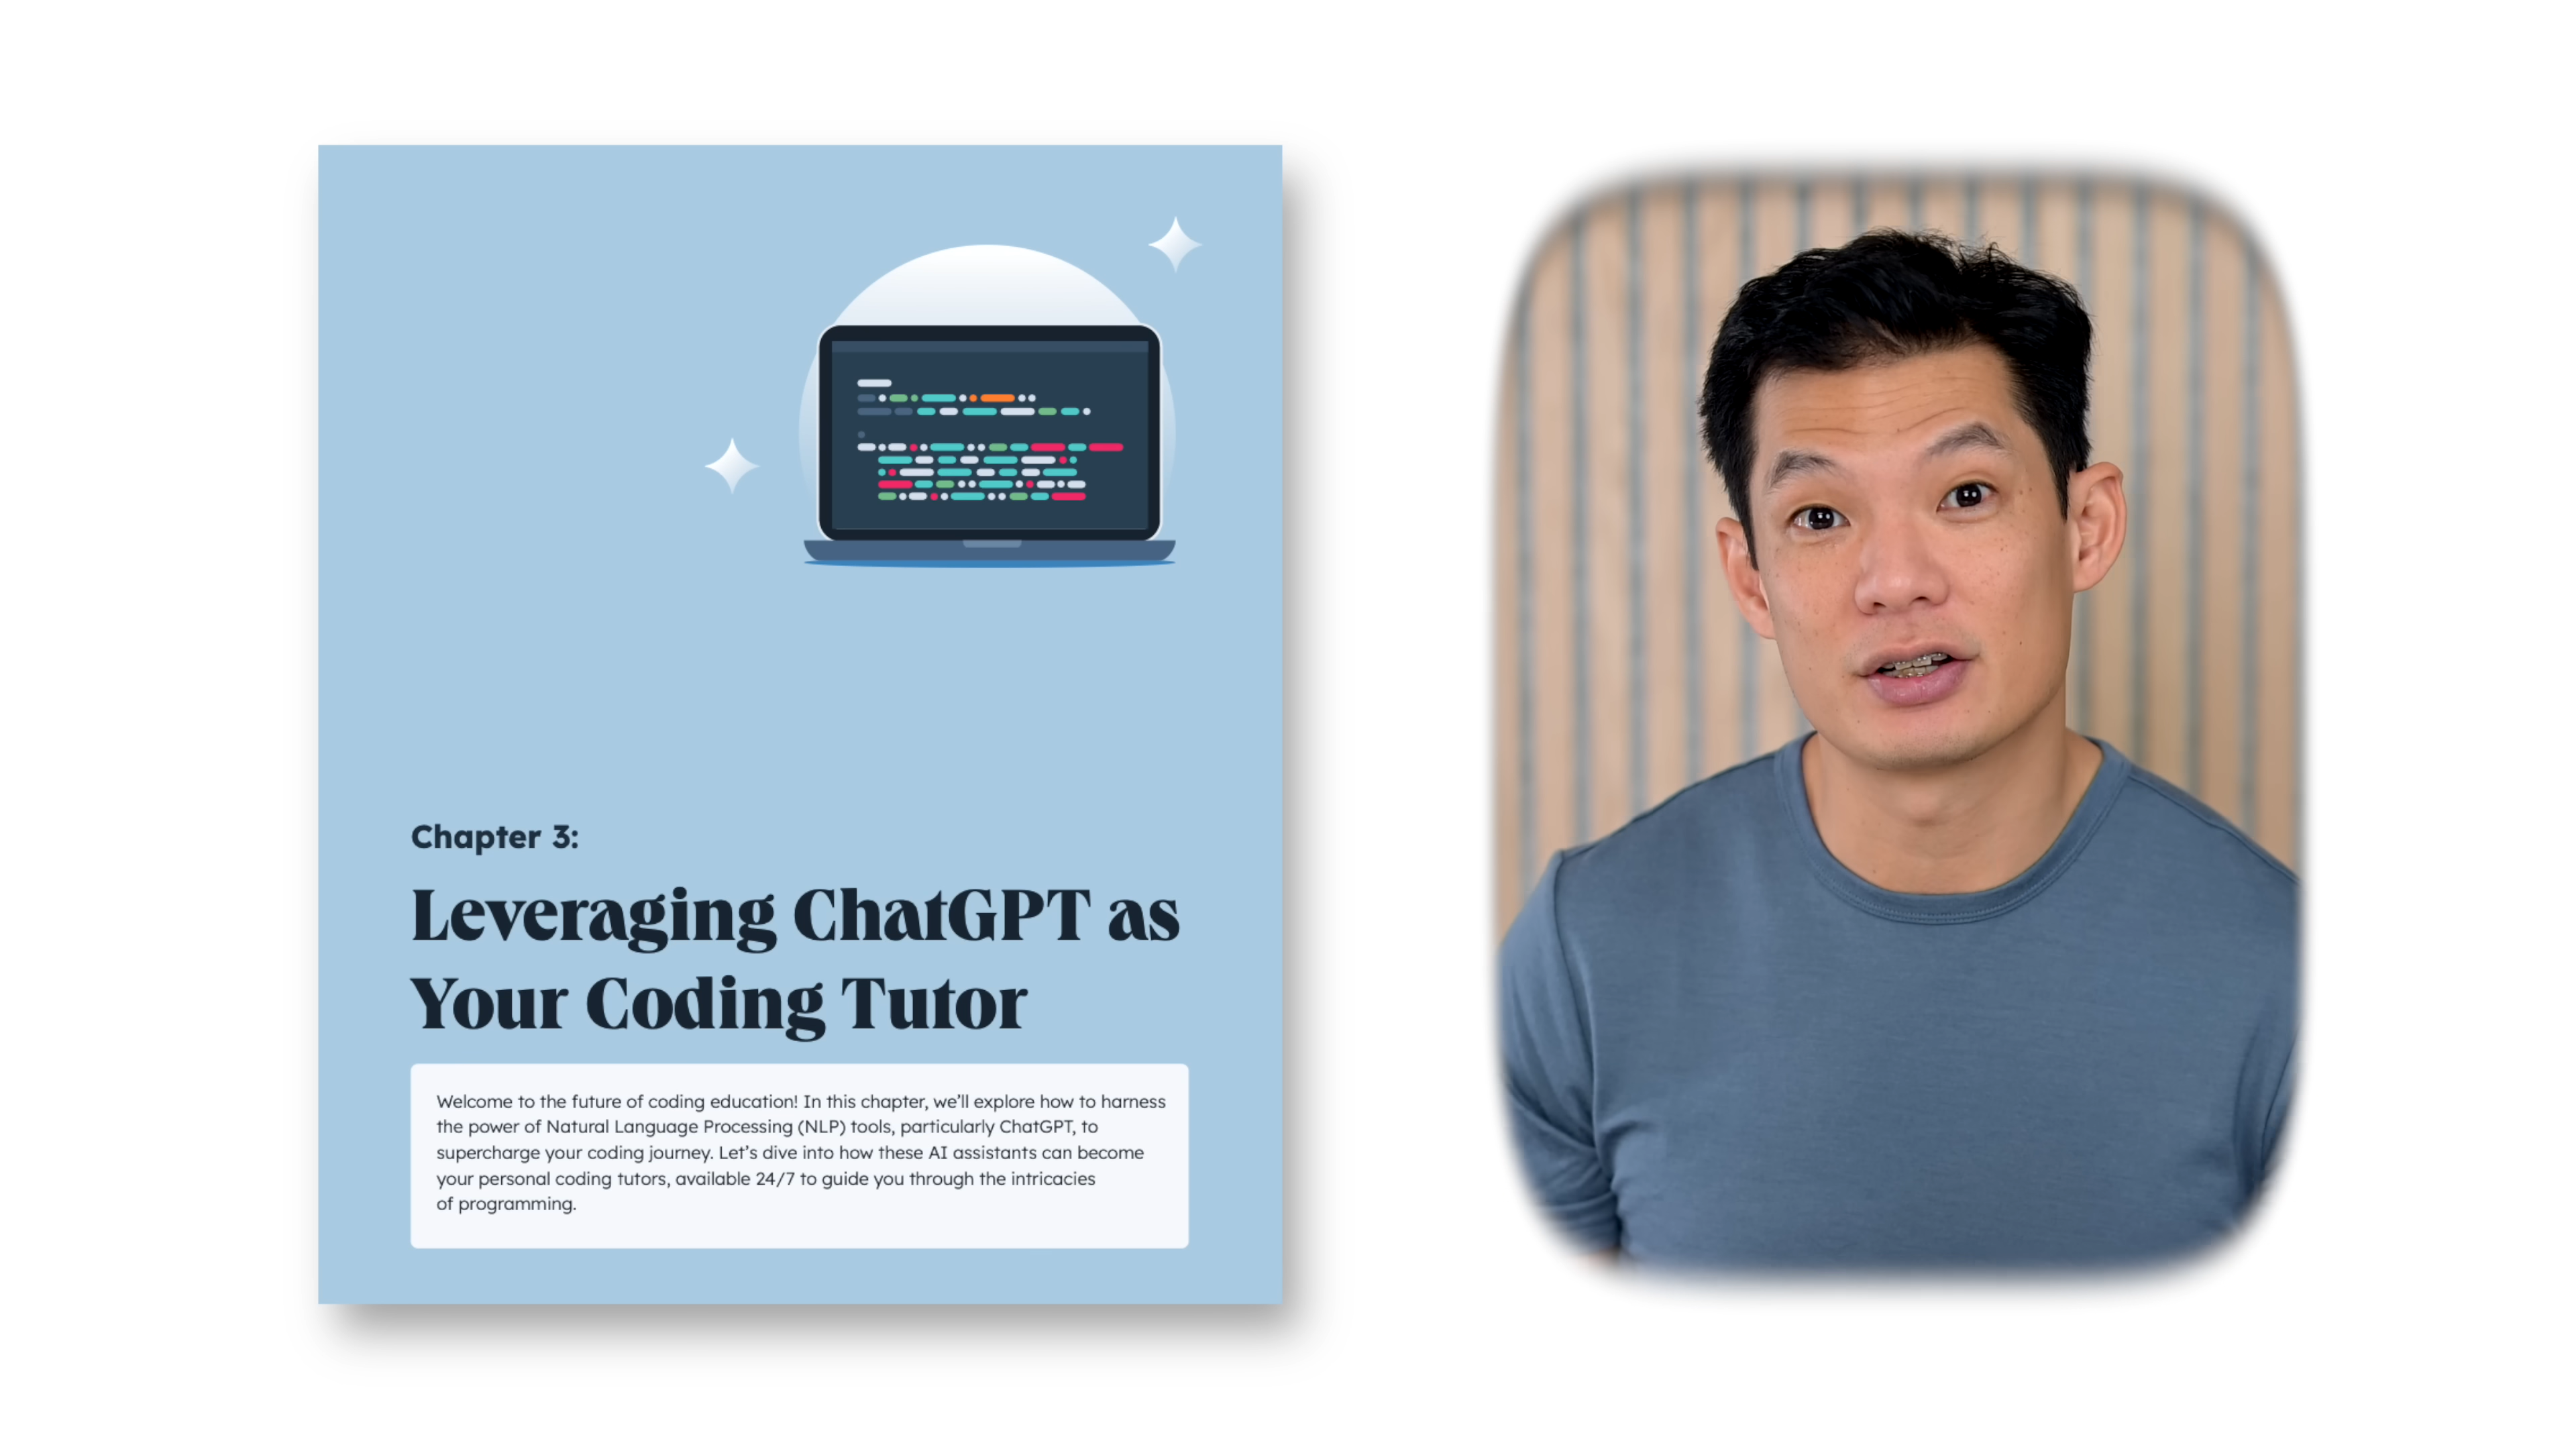 Chapter 3:
Leveraging ChatGPT as
Your Coding Tutor
Welcome to the future of coding education! In this chapter, we'll explore how to harness
the power of Natural Language Processing (NLP) tools, particularly ChatGPT, to
supercharge your coding journey. Let's dive into how these AI assistants can become
your personal coding tutors, available 24/7 to guide you through the intricacies
of programming.